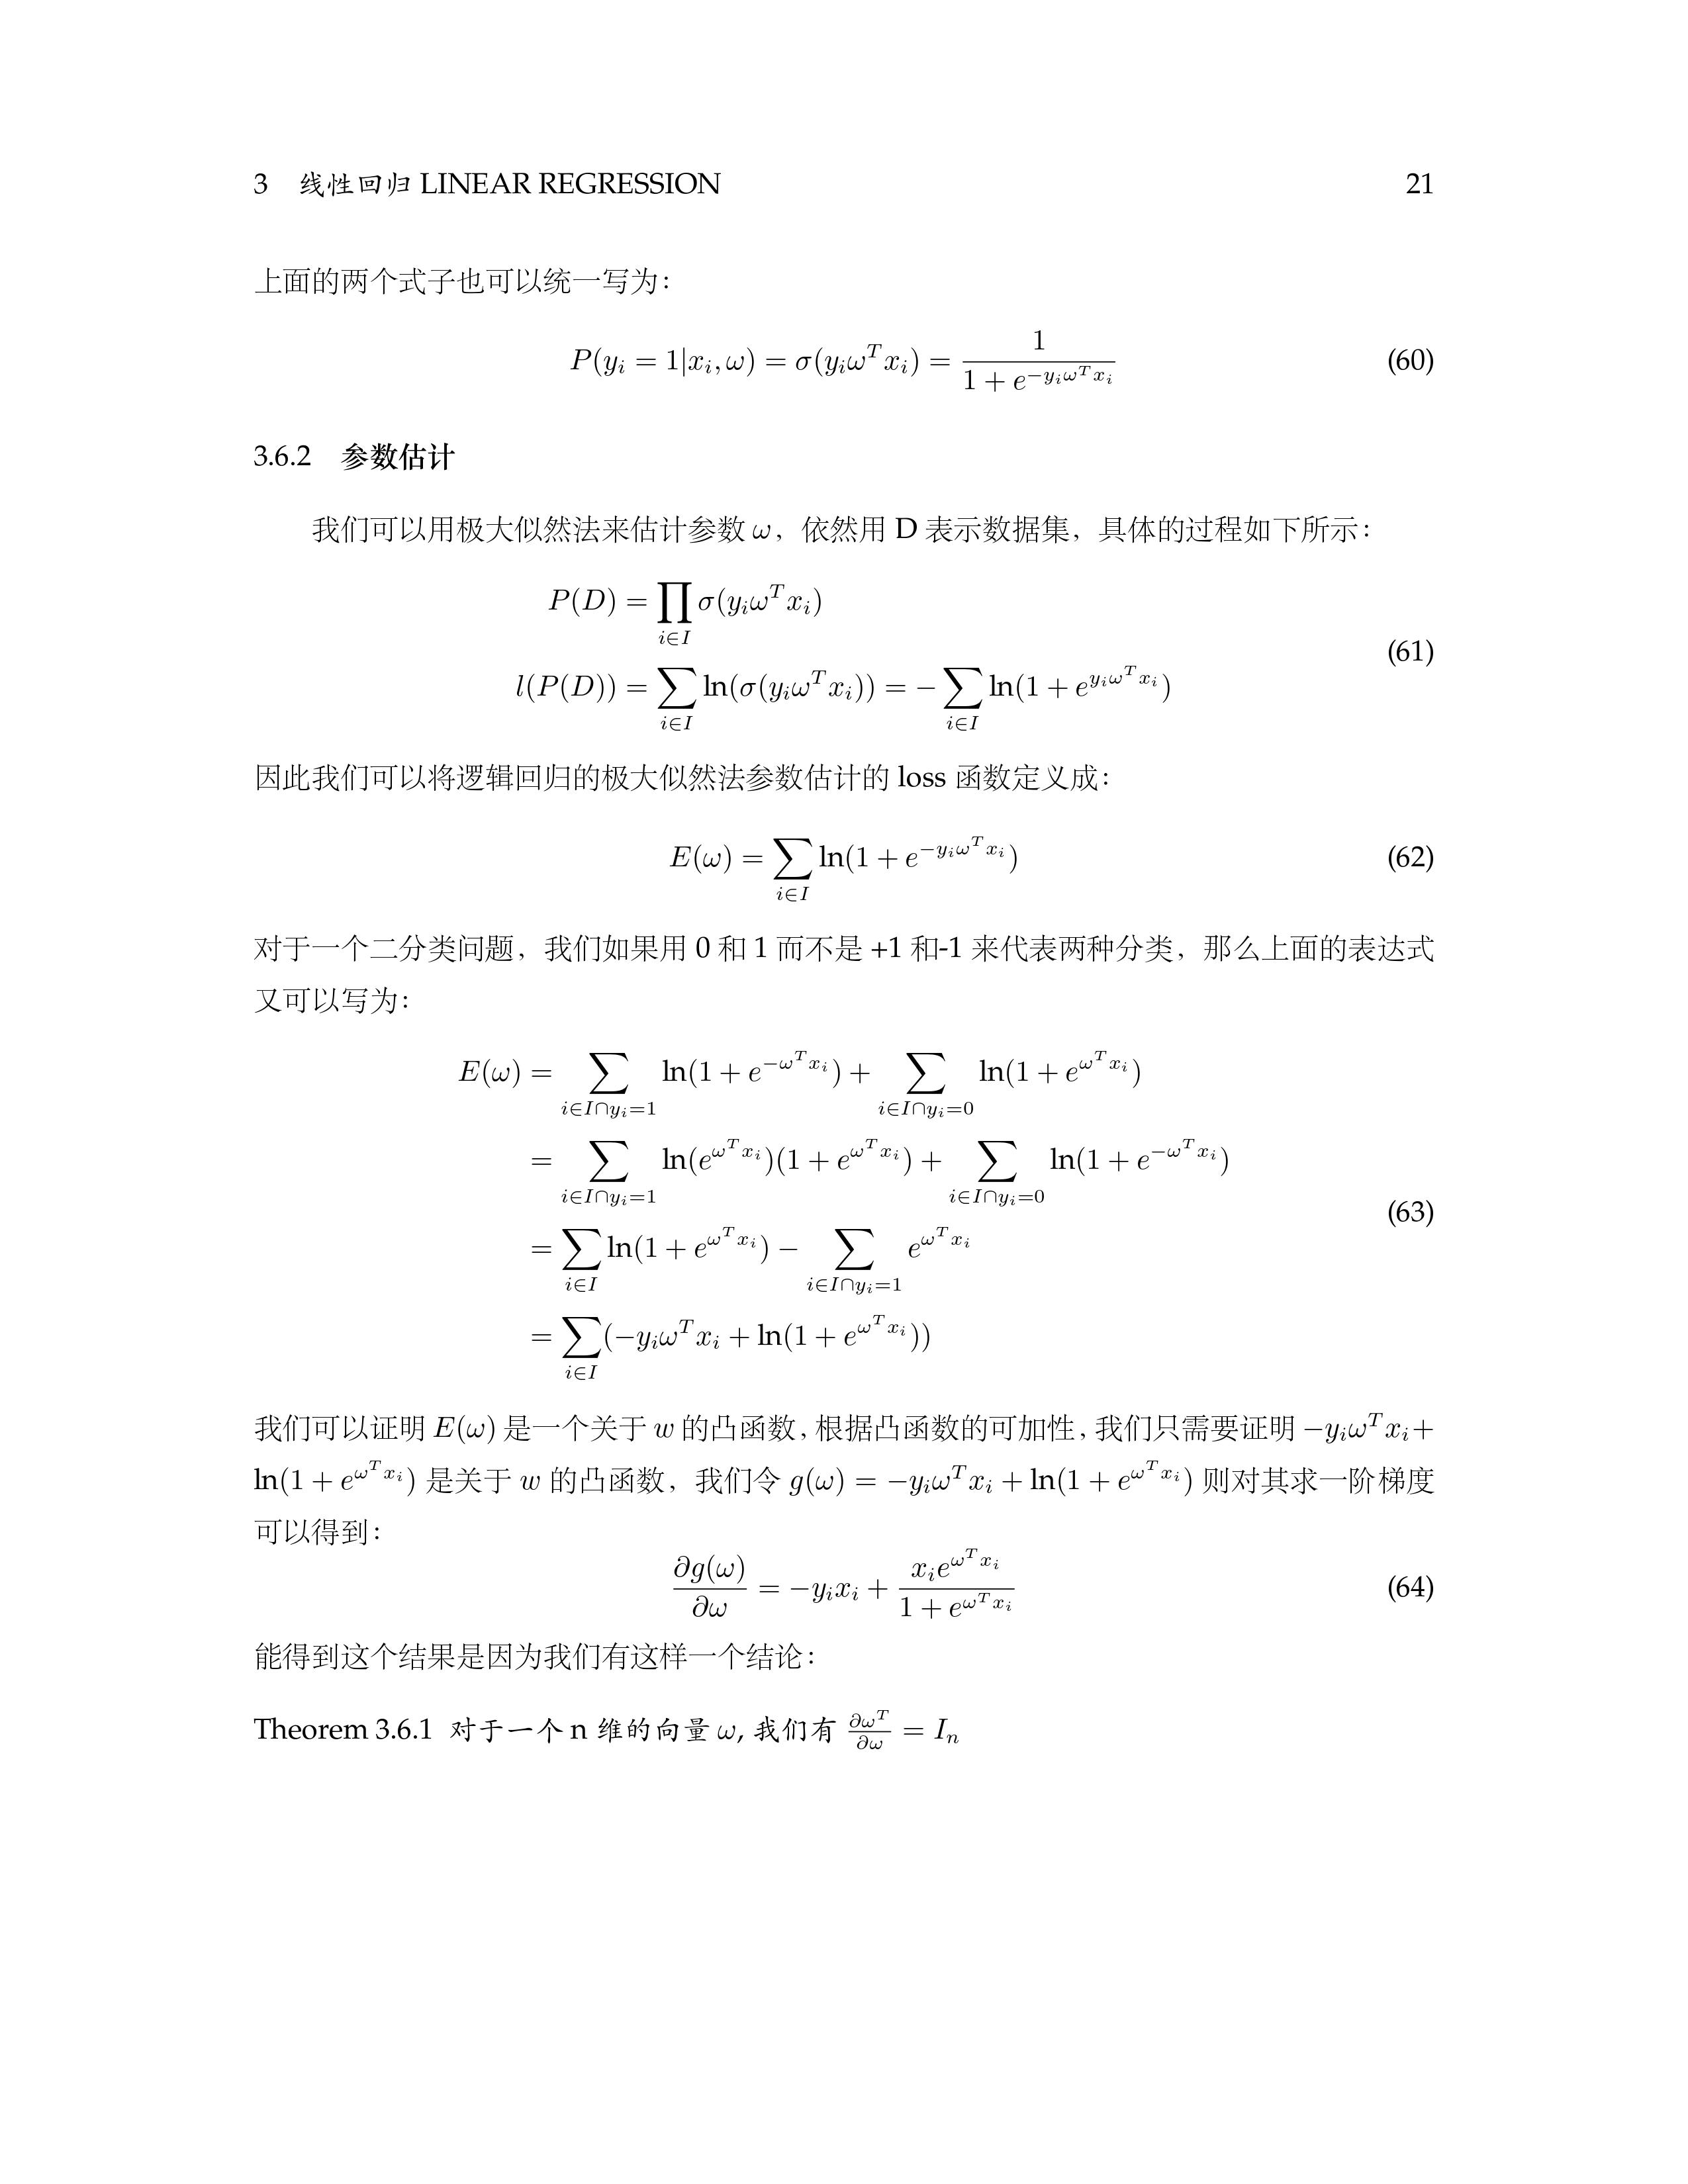 3 线性回归 LINEAR REGRESSION 21
上面的两个式子也可以统一写为：
$P(y_i = 1|x_i, \omega) = \sigma(y_i\omega^T x_i) = \frac{1}{1 + e^{-y_i\omega^T x_i}}$ (60)
3.6.2 参数估计
我们可以用极大似然法来估计参数 ω，依然用 D 表示数据集，具体的过程如下所示：
$P(D) = \prod_{i\in I} \sigma(y_i\omega^T x_i)$
$l(P(D)) = \sum_{i\in I} \ln(\sigma(y_i\omega^T x_i)) = -\sum_{i\in I} \ln(1 + e^{y_i\omega^T x_i})$ (61)
因此我们可以将逻辑回归的极大似然法参数估计的 loss 函数定义成：
$E(\omega) = \sum_{i\in I} \ln(1 + e^{-y_i\omega^T x_i})$ (62)
对于一个二分类问题，我们如果用 0 和 1 而不是 +1 和-1 来代表两种分类，那么上面的表达式
又可以写为：
$E(\omega) = \sum_{i\in I\cap y_i=1} \ln(1 + e^{-\omega^T x_i}) + \sum_{i\in I\cap y_i=0} \ln(1 + e^{\omega^T x_i})$
$= \sum_{i\in I\cap y_i=1} \ln(e^{\omega^T x_i})(1 + e^{\omega^T x_i}) + \sum_{i\in I\cap y_i=0} \ln(1 + e^{-\omega^T x_i})$
$= \sum_{i\in I} \ln(1 + e^{\omega^T x_i}) - \sum_{i\in I\cap y_i=1} e^{\omega^T x_i}$ (63)
$= \sum_{i\in I} (-y_i\omega^T x_i + \ln(1 + e^{\omega^T x_i}))$
我们可以证明 $E(\omega)$ 是一个关于 $w$ 的凸函数，根据凸函数的可加性，我们只需要证明 $-y_i\omega^T x_i +$
$\ln(1 + e^{\omega^T x_i})$ 是关于 $w$ 的凸函数，我们令 $g(\omega) = -y_i\omega^T x_i + \ln(1 + e^{\omega^T x_i})$ 则对其求一阶梯度
可以得到：
$\frac{\partial g(\omega)}{\partial \omega} = -y_i x_i + \frac{x_i e^{\omega^T x_i}}{1 + e^{\omega^T x_i}}$ (64)
能得到这个结果是因为我们有这样一个结论：
Theorem 3.6.1 对于一个 n 维的向量 ω, 我们有 $\frac{\partial \omega^T}{\partial \omega} = I_n$